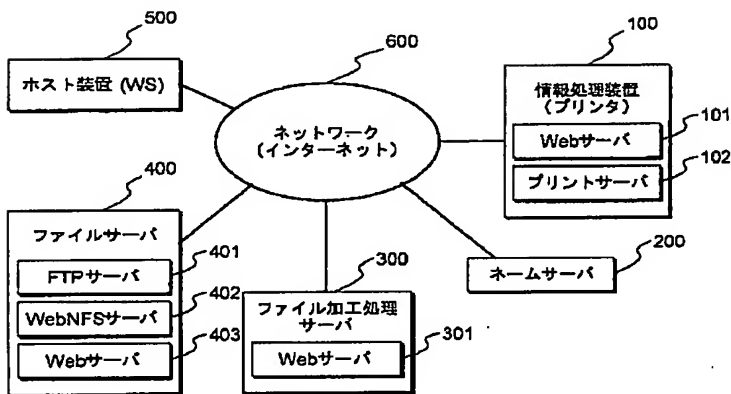 500
ホスト装置 (WS)
600
ネットワーク
(インターネット)
100
情報処理装置
(プリンタ)
Webサーバ
101
プリントサーバ
102
400
ファイルサーバ
FTPサーバ
401
WebNFSサーバ
402
Webサーバ
403
300
ファイル加工処理
サーバ
Webサーバ
301
ネームサーバ
200